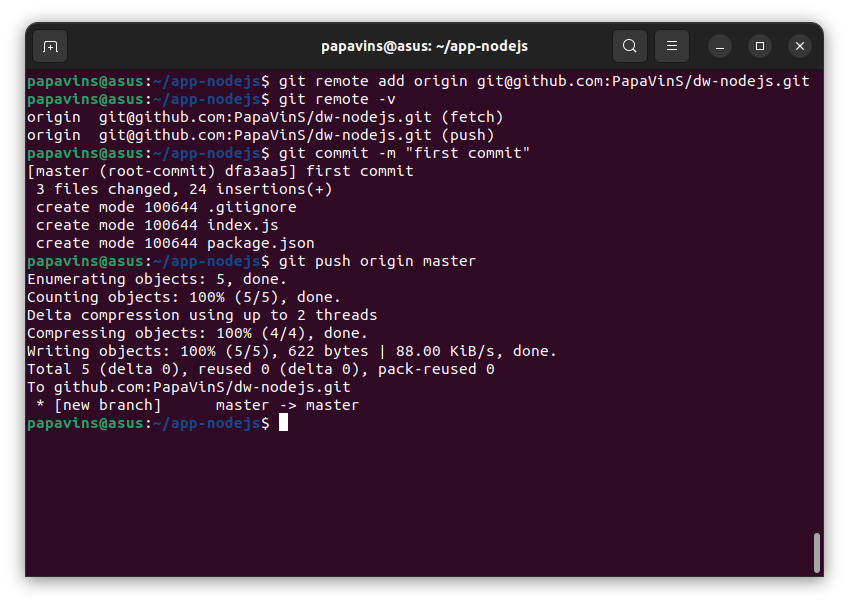 papavins@asus: ~/app-nodejs
papavins@asus:~/app-nodejs$ git remote add origin git@github.com:PapaVinS/dw-nodejs.git
papavins@asus:~/app-nodejs$ git remote -v
origin  git@github.com:PapaVinS/dw-nodejs.git (fetch)
origin  git@github.com:PapaVinS/dw-nodejs.git (push)
papavins@asus:~/app-nodejs$ git commit -m "first commit"
[master (root-commit) dfa3aa5] first commit
 3 files changed, 24 insertions(+)
 create mode 100644 .gitignore
 create mode 100644 index.js
 create mode 100644 package.json
papavins@asus:~/app-nodejs$ git push origin master
Enumerating objects: 5, done.
Counting objects: 100% (5/5), done.
Delta compression using up to 2 threads
Compressing objects: 100% (4/4), done.
Writing objects: 100% (5/5), 622 bytes | 88.00 KiB/s, done.
Total 5 (delta 0), reused 0 (delta 0), pack-reused 0
To github.com:PapaVinS/dw-nodejs.git
 * [new branch]      master -> master
papavins@asus:~/app-nodejs$